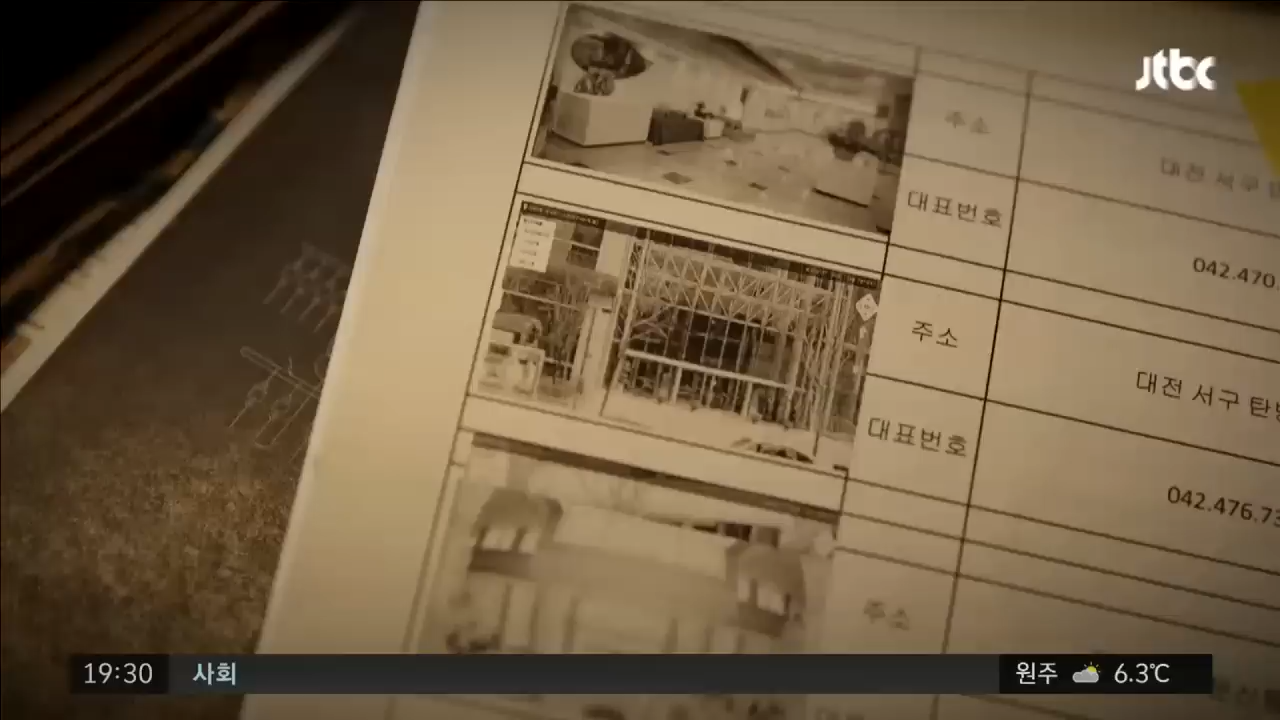 jtbc
주소
대전 서구
대표번호
042.470.
주소
대전 서구 탄방
대표번호
042.476.73
주소
19:30 사회 원주 6.3℃